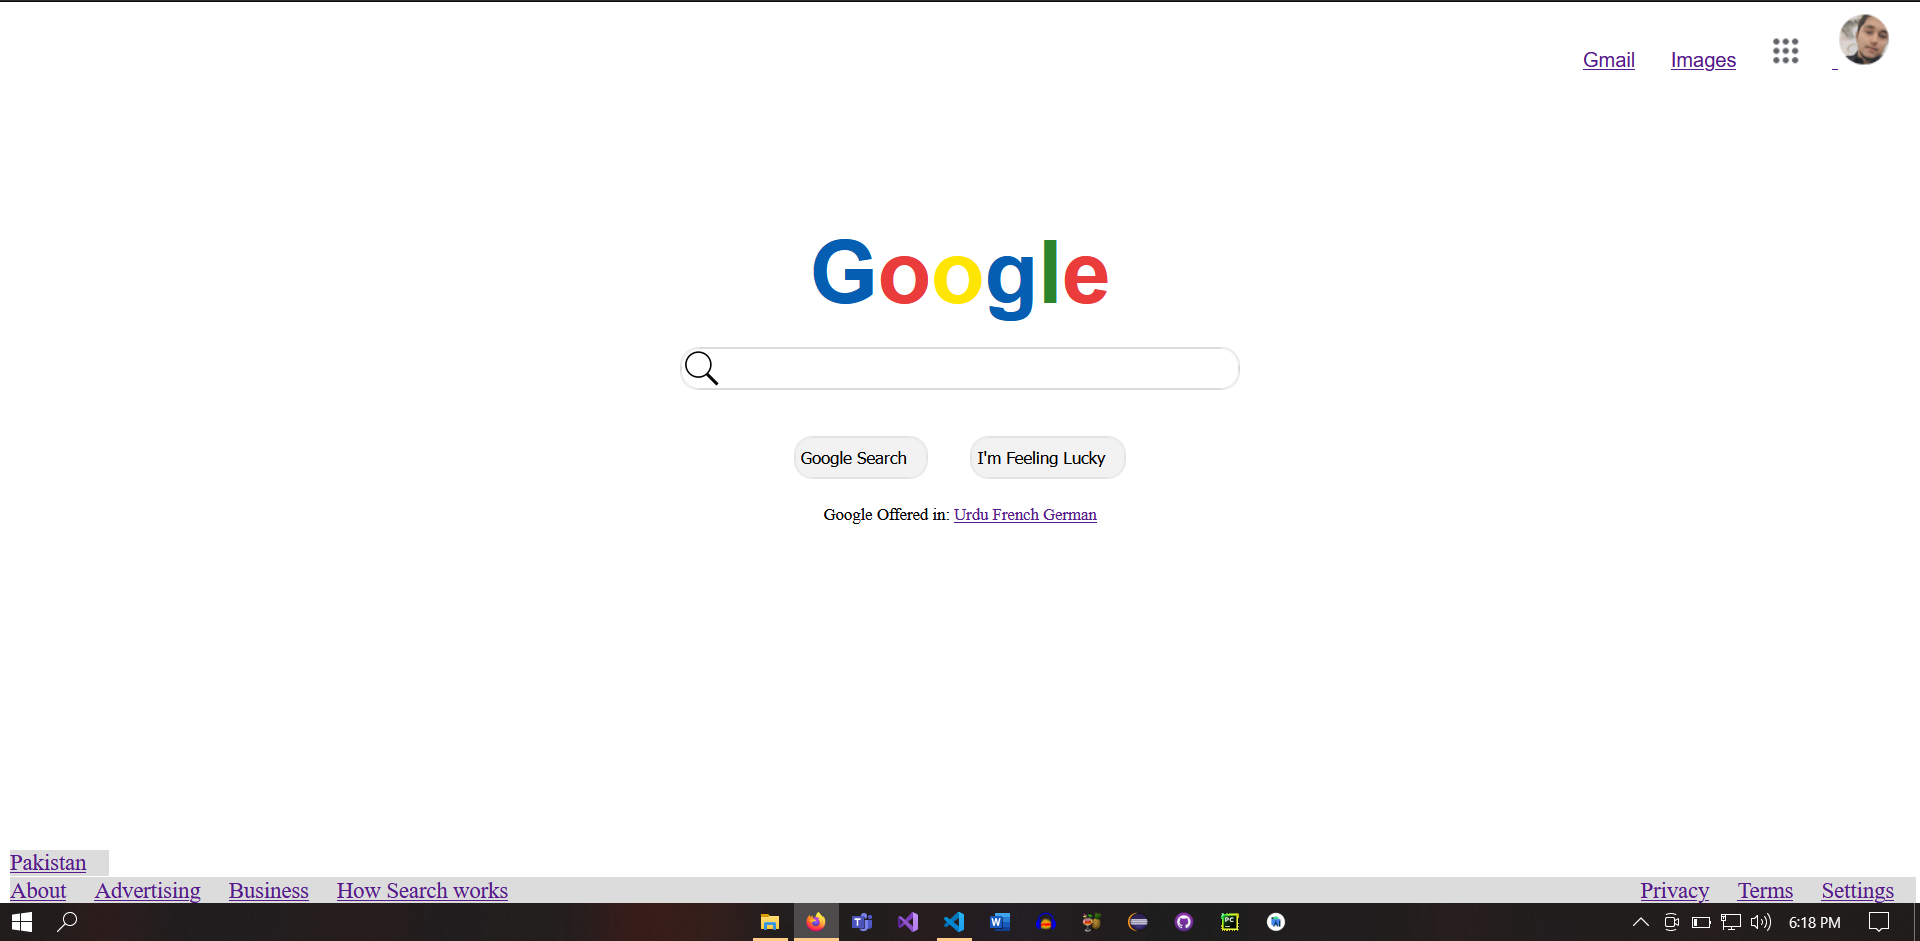 Gmail Images
Google
Google Search I'm Feeling Lucky
Google Offered in: Urdu French German
Pakistan
About Advertising Business How Search works Privacy Terms Settings
6:18 PM